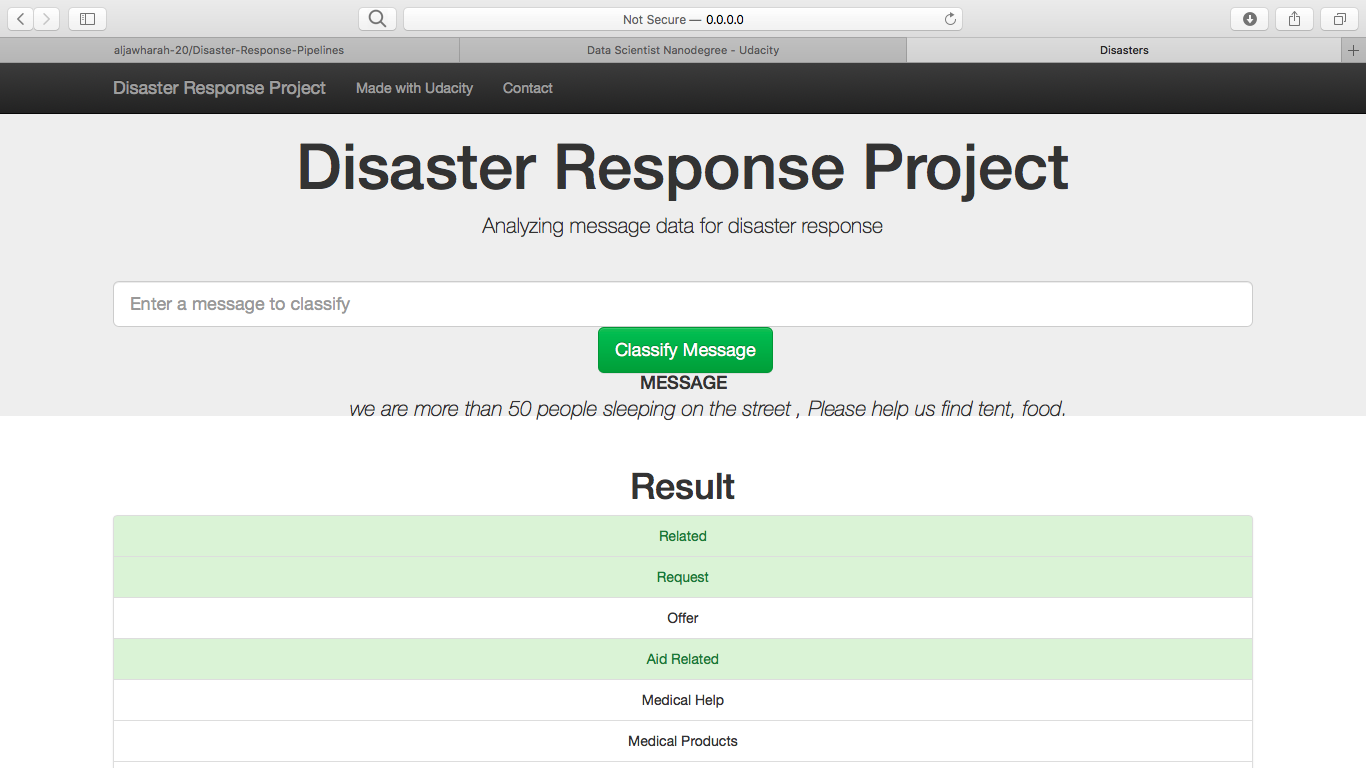 Not Secure — 0.0.0.0
aljawharah-20/Disaster-Response-Pipelines
Data Scientist Nanodegree - Udacity
Disasters
Disaster Response Project
Made with Udacity
Contact
Disaster Response Project
Analyzing message data for disaster response
Enter a message to classify
Classify Message
MESSAGE
we are more than 50 people sleeping on the street , Please help us find tent, food.
Result
Related
Request
Offer
Aid Related
Medical Help
Medical Products